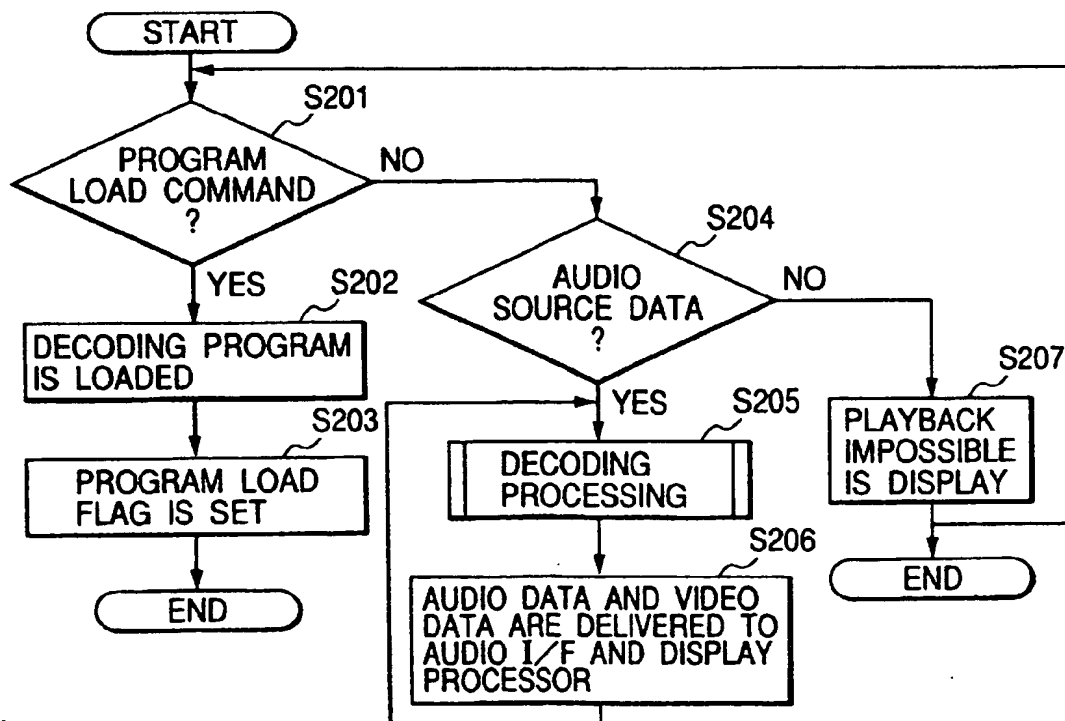 START
S201
PROGRAM
LOAD COMMAND
?
NO
YES
S202
DECODING PROGRAM
IS LOADED
S203
PROGRAM LOAD
FLAG IS SET
END
S204
AUDIO
SOURCE DATA
?
NO
YES
S205
DECODING
PROCESSING
S206
AUDIO DATA AND VIDEO
DATA ARE DELIVERED TO
AUDIO I/F AND DISPLAY
PROCESSOR
S207
PLAYBACK
IMPOSSIBLE
IS DISPLAY
END